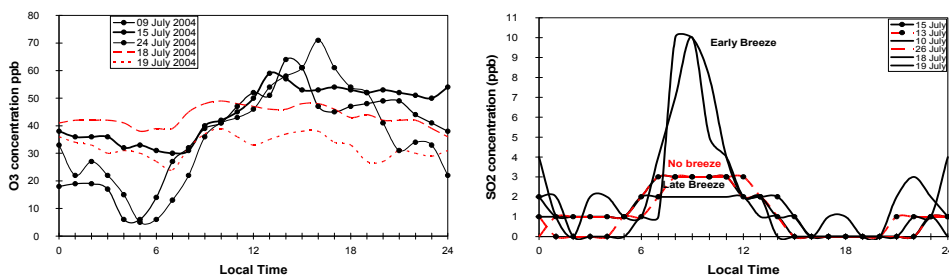 80
70
60
50
40
30
20
10
0
O3 concentration ppb
09 July 2004
15 July 2004
24 July 2004
18 July 2004
19 July 2004
0 6 12 18 24
Local Time
11
10
9
8
7
6
5
4
3
2
1
0
SO2 concentration (ppb)
Early Breeze
No breeze
Late Breeze
15 July
13 July
10 July
26 July
18 July
19 July
0 6 12 18 24
Local Time